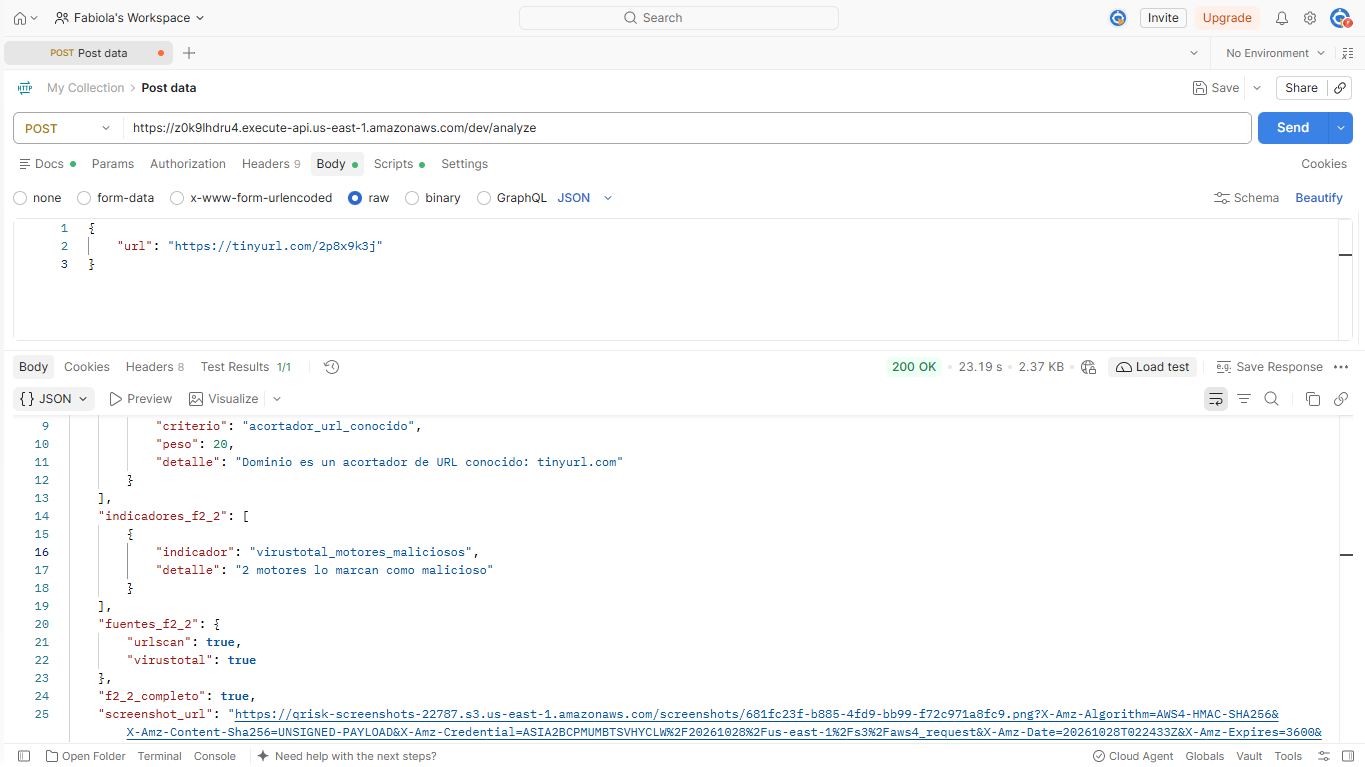 Fabiola's Workspace
Search
Invite
Upgrade
POST Post data
No Environment
HTTP My Collection > Post data
Save
Share
POST
https://z0k9lhdru4.execute-api.us-east-1.amazonaws.com/dev/analyze
Send
Docs
Params
Authorization
Headers 9
Body
Scripts
Settings
Cookies
none
form-data
x-www-form-urlencoded
raw
binary
GraphQL
JSON
Schema
Beautify
1 {
2 "url": "https://tinyurl.com/2p8x9k3j"
3 }
Body
Cookies
Headers 8
Test Results 1/1
200 OK
23.19 s
2.37 KB
Load test
e.g. Save Response
{} JSON
Preview
Visualize
9 "criterio": "acortador_url_conocido",
10 "peso": 20,
11 "detalle": "Dominio es un acortador de URL conocido: tinyurl.com"
12 }
13 ],
14 "indicadores_f2_2": [
15 {
16 "indicador": "virustotal_motores_maliciosos",
17 "detalle": "2 motores lo marcan como malicioso"
18 }
19 ],
20 "fuentes_f2_2": {
21 "urlscan": true,
22 "virustotal": true
23 },
24 "f2_2_completo": true,
25 "screenshot_url": "https://qrisk-screenshots-22787.s3.us-east-1.amazonaws.com/screenshots/681fc23f-b885-4fd9-bb99-f72c971a8fc9.png?X-Amz-Algorithm=AWS4-HMAC-SHA256&
X-Amz-Content-Sha256=UNSIGNED-PAYLOAD&X-Amz-Credential=ASIA2BCPMUMBTSVHYCLW%2F20261028%2Fus-east-1%2Fs3%2Faws4_request&X-Amz-Date=20261028T022433Z&X-Amz-Expires=3600&
Open Folder
Terminal
Console
Need help with the next steps?
Cloud Agent
Globals
Vault
Tools